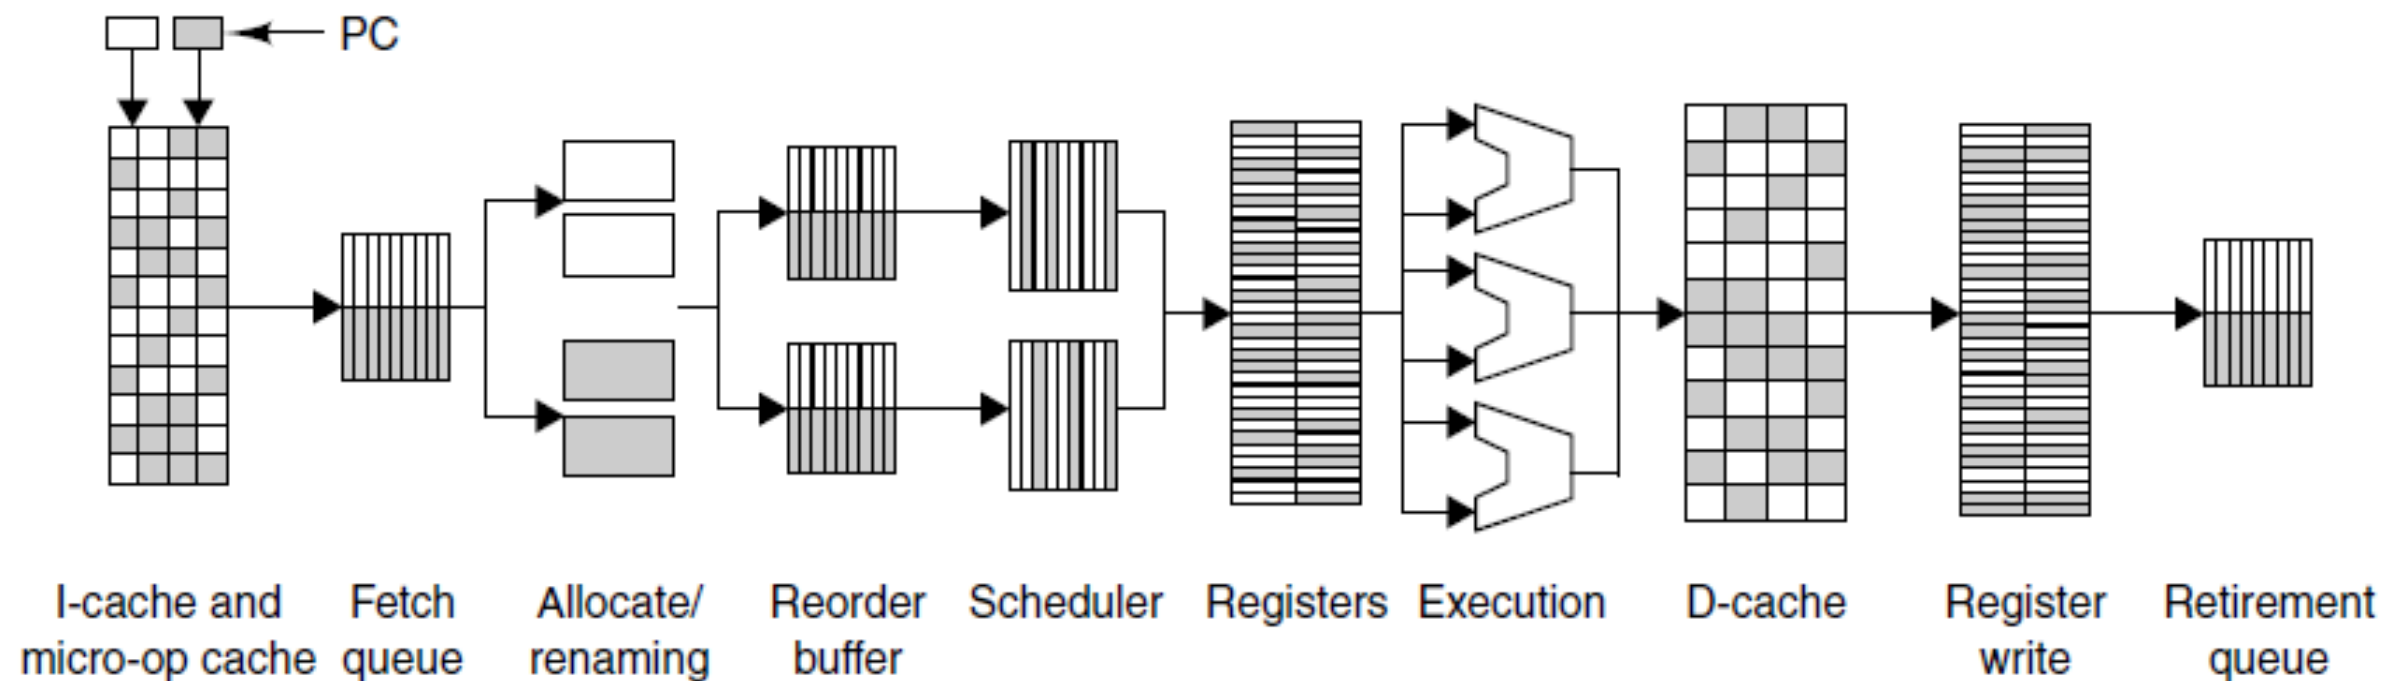 PC
I-cache and
micro-op cache
Fetch
queue
Allocate/
renaming
Reorder
buffer
Scheduler
Registers
Execution
D-cache
Register
write
Retirement
queue